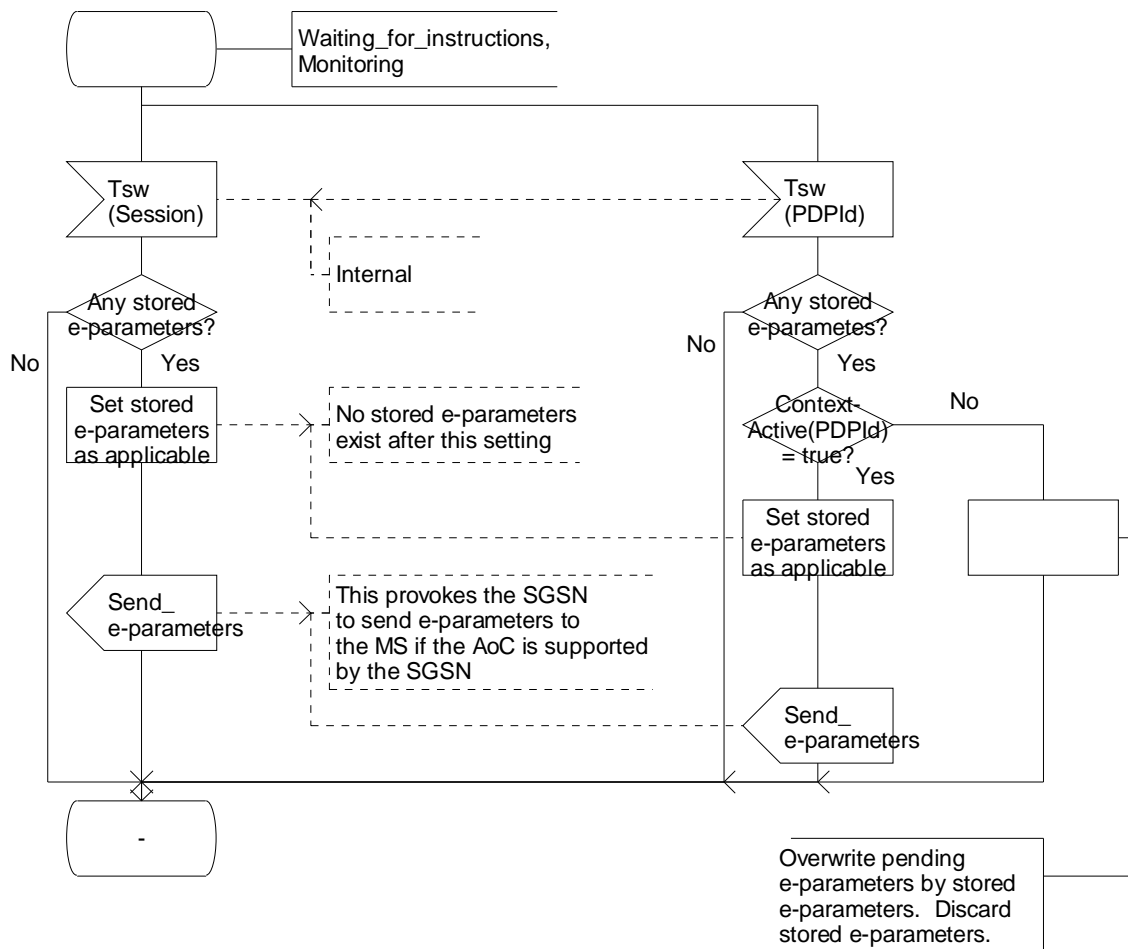 Waiting_for_instructions,
Monitoring
Tsw
(Session)
Tsw
(PDPId)
Internal
Any stored
e-parameters?
Any stored
e-parametes?
No
Yes
No
Yes
Set stored
e-parameters
as applicable
No stored e-parameters
exist after this setting
Context-
Active(PDPId)
= true?
No
Yes
Set stored
e-parameters
as applicable
Send_
e-parameters
This provokes the SGSN
to send e-parameters to
the MS if the AoC is supported
by the SGSN
Send_
e-parameters
-
Overwrite pending
e-parameters by stored
e-parameters.  Discard
stored e-parameters.